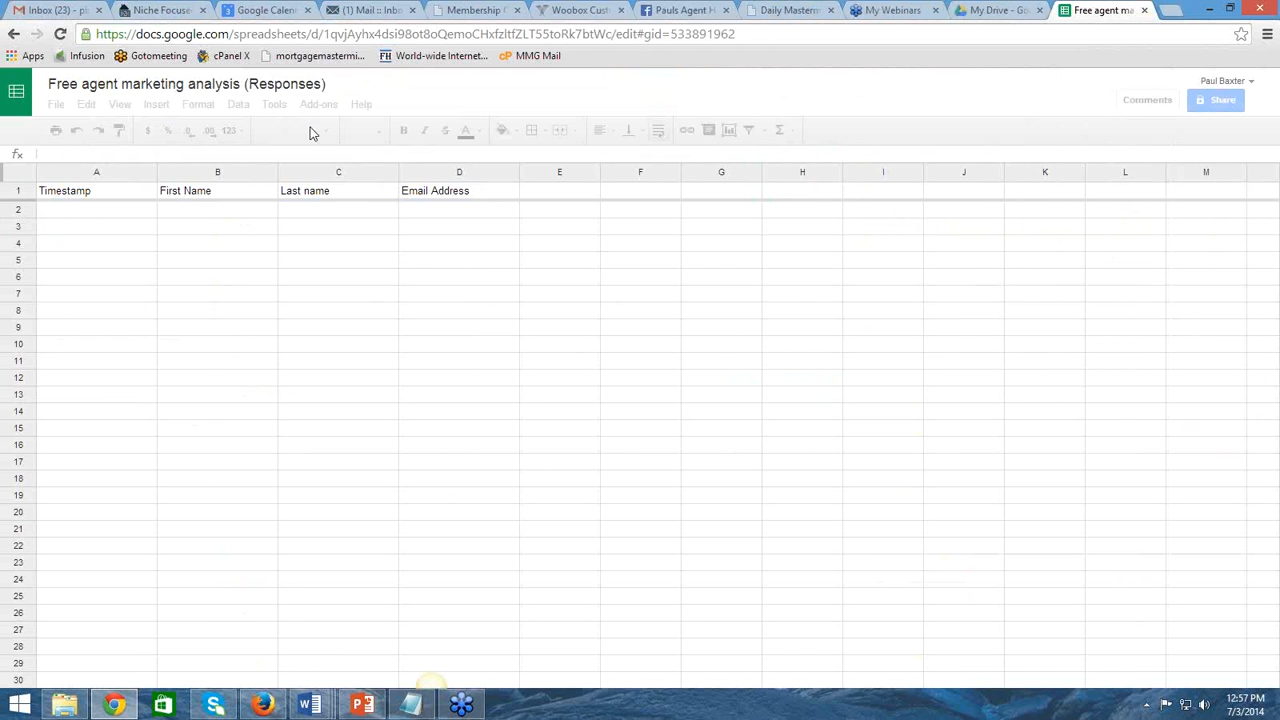 Inbox (23) - pl
Niche Focuse
Google Calen
(1) Mail :: Inb
Membership
Woobox Cust
Pauls Agent H
Daily Masterm
My Webinars
My Drive - Go
Free agent ma
https://docs.google.com/spreadsheets/d/1qvjAyhx4dsi98ot8oQemoCHxfzltfZLT55toRk7btWc/edit#gid=533891962
Apps Infusion Gotomeeting cPanel X mortgagemastermi... World-wide Internet... MMG Mail
Free agent marketing analysis (Responses)
Paul Baxter
File Edit View Insert Format Data Tools Add-ons Help
Comments Share
$ % .0 .00 123 B I S A Σ
fx
A B C D E F G H I J K L M
1 Timestamp First Name Last name Email Address
2
3
4
5
6
7
8
9
10
11
12
13
14
15
16
17
18
19
20
21
22
23
24
25
26
27
28
29
30
12:57 PM
7/3/2014